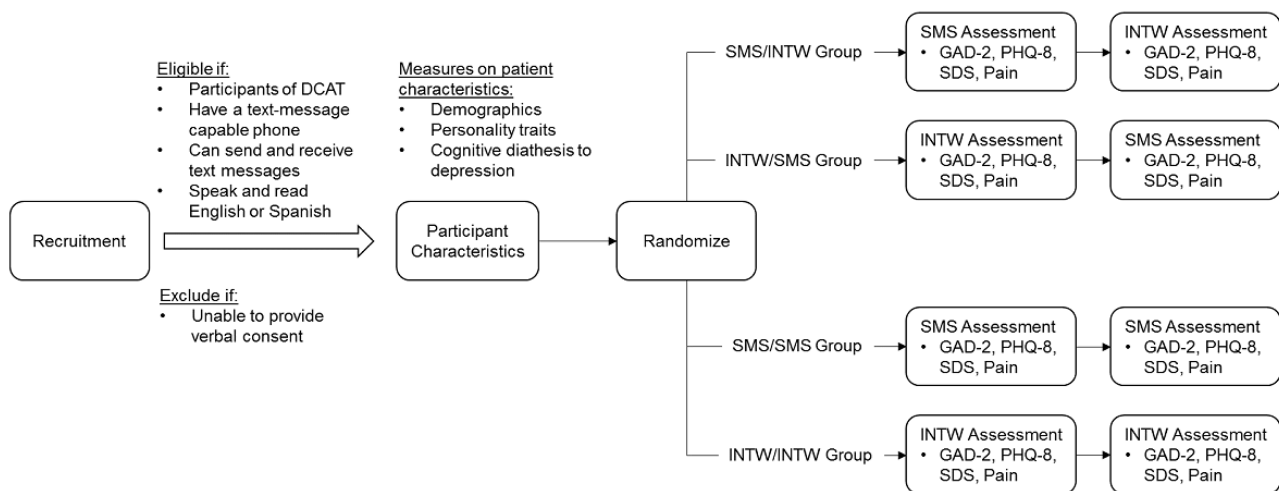 Recruitment
Eligible if:
• Participants of DCAT
• Have a text-message
capable phone
• Can send and receive
text messages
• Speak and read
English or Spanish
Exclude if:
• Unable to provide
verbal consent
Measures on patient
characteristics:
• Demographics
• Personality traits
• Cognitive diathesis to
depression
Participant
Characteristics
Randomize
SMS/INTW Group
SMS Assessment
• GAD-2, PHQ-8,
SDS, Pain
INTW Assessment
• GAD-2, PHQ-8,
SDS, Pain
INTW/SMS Group
INTW Assessment
• GAD-2, PHQ-8,
SDS, Pain
SMS Assessment
• GAD-2, PHQ-8,
SDS, Pain
SMS/SMS Group
SMS Assessment
• GAD-2, PHQ-8,
SDS, Pain
SMS Assessment
• GAD-2, PHQ-8,
SDS, Pain
INTW/INTW Group
INTW Assessment
• GAD-2, PHQ-8,
SDS, Pain
INTW Assessment
• GAD-2, PHQ-8,
SDS, Pain